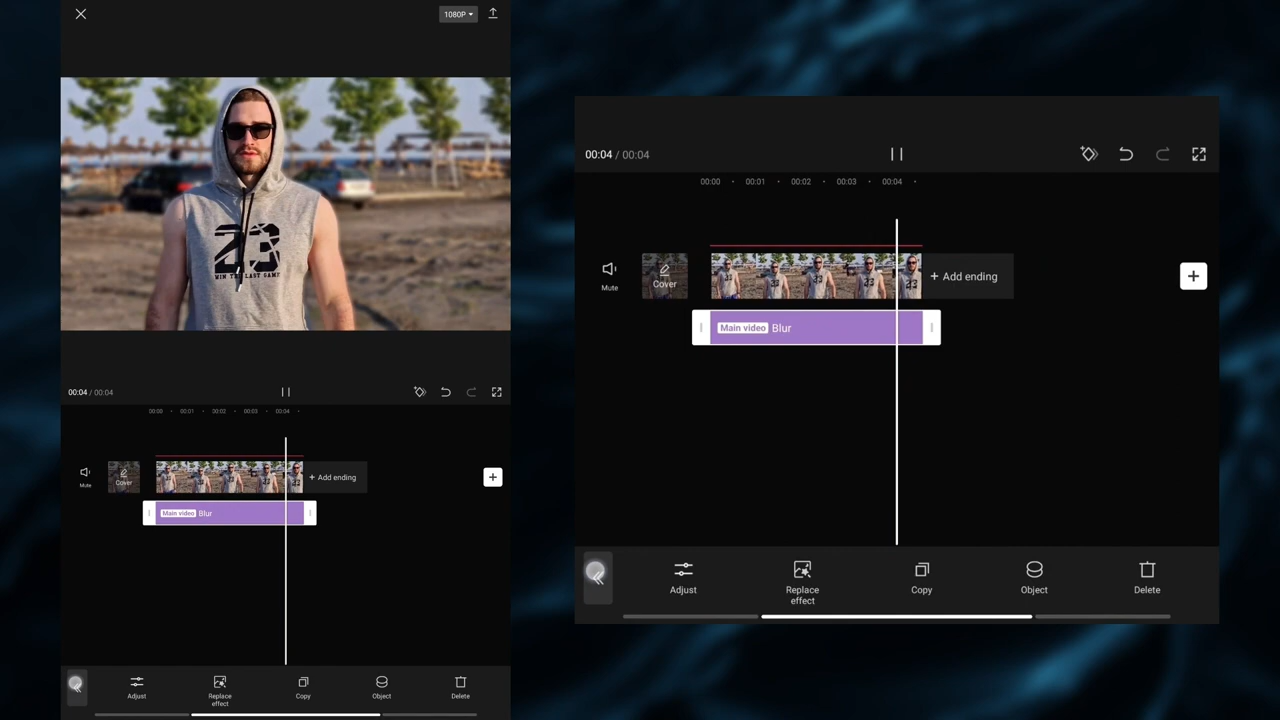 1080P
23
WIN THE LAST GAME
00:04 / 00:04
00:00 00:01 00:02 00:03 00:04
Mute
Cover
+ Add ending
Main video Blur
Adjust
Replace effect
Copy
Object
Delete
00:04 / 00:04
00:00 00:01 00:02 00:03 00:04
Mute
Cover
+ Add ending
Main video Blur
Adjust
Replace effect
Copy
Object
Delete